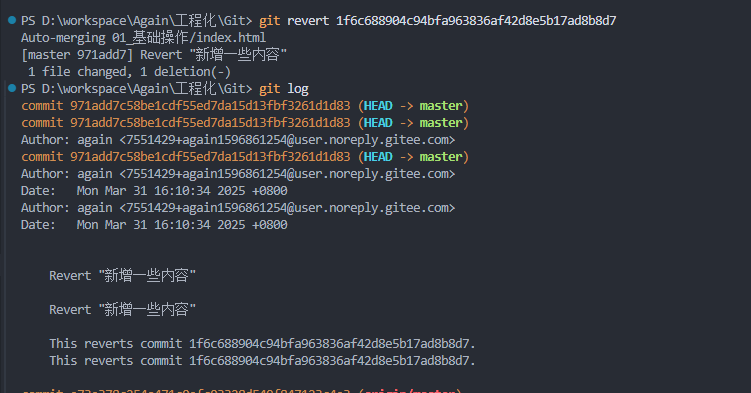 PS D:\workspace\Again\工程化\Git> git revert 1f6c688904c94bfa963836af42d8e5b17ad8b8d7
Auto-merging 01_基础操作/index.html
[master 971add7] Revert "新增一些内容"
1 file changed, 1 deletion(-)
PS D:\workspace\Again\工程化\Git> git log
commit 971add7c58be1cdf55ed7da15d13fbf3261d1d83 (HEAD -> master)
commit 971add7c58be1cdf55ed7da15d13fbf3261d1d83 (HEAD -> master)
Author: again <7551429+again1596861254@user.noreply.gitee.com>
commit 971add7c58be1cdf55ed7da15d13fbf3261d1d83 (HEAD -> master)
Author: again <7551429+again1596861254@user.noreply.gitee.com>
Date:   Mon Mar 31 16:10:34 2025 +0800
Author: again <7551429+again1596861254@user.noreply.gitee.com>
Date:   Mon Mar 31 16:10:34 2025 +0800
Revert "新增一些内容"
Revert "新增一些内容"
This reverts commit 1f6c688904c94bfa963836af42d8e5b17ad8b8d7.
This reverts commit 1f6c688904c94bfa963836af42d8e5b17ad8b8d7.
commit (origin/master)